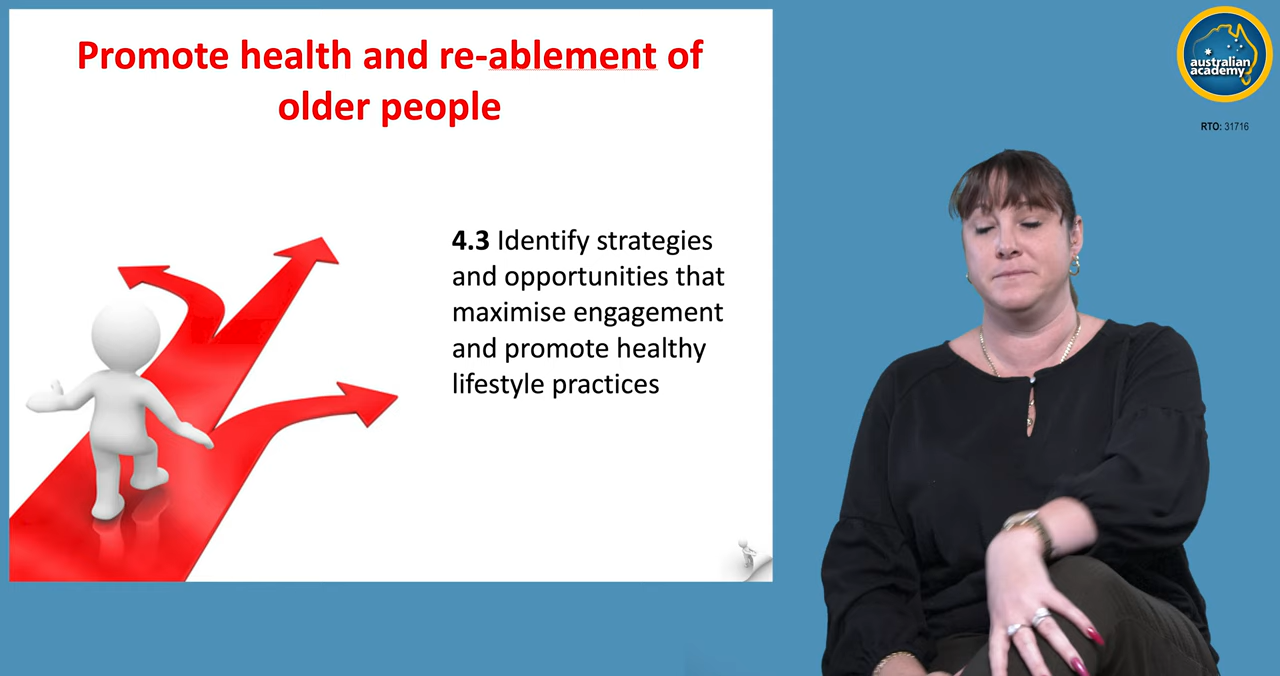 Promote health and re-ablement of
older people
4.3 Identify strategies
and opportunities that
maximise engagement
and promote healthy
lifestyle practices
australian
academy
RTO: 31716